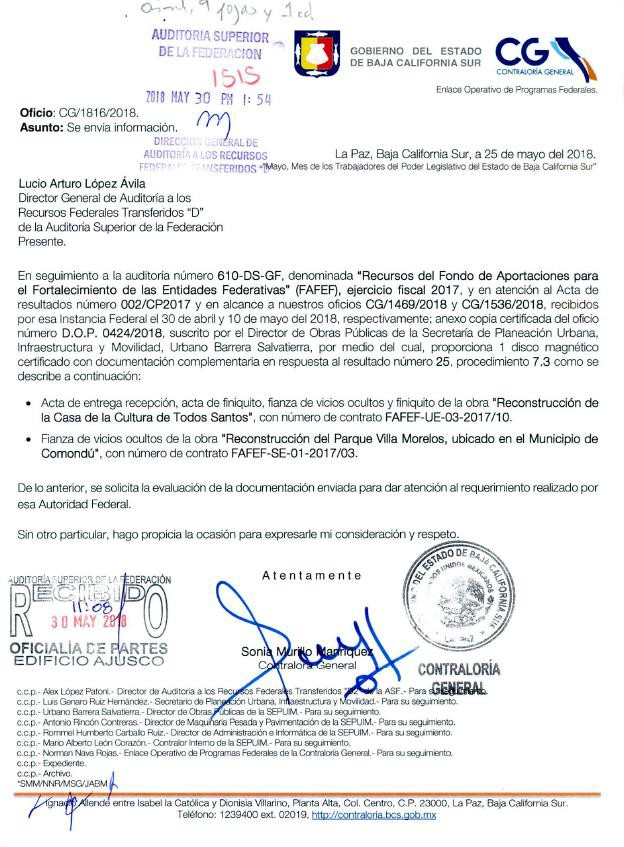 9 fojas y 1 cd
AUDITORÍA SUPERIOR
DE LA FEDERACIÓN
ISIS
2018 MAY 30 PM 1:54
GOBIERNO DEL ESTADO
DE BAJA CALIFORNIA SUR
CG
CONTRALORÍA GENERAL
Enlace Operativo de Programas Federales.
Oficio: CG/1816/2018.
Asunto: Se envía información.
DIRECCIÓN GENERAL DE
AUDITORÍA A LOS RECURSOS
FEDERALES TRANSFERIDOS "D"
La Paz, Baja California Sur, a 25 de mayo del 2018.
"Mayo, Mes de los Trabajadores del Poder Legislativo del Estado de Baja California Sur"
Lucio Arturo López Ávila
Director General de Auditoría a los
Recursos Federales Transferidos "D"
de la Auditoría Superior de la Federación
Presente.
En seguimiento a la auditoría número 610-DS-GF, denominada "Recursos del Fondo de Aportaciones para
el Fortalecimiento de las Entidades Federativas" (FAFEF), ejercicio fiscal 2017, y en atención al Acta de
resultados número 002/CP2017 y en alcance a nuestros oficios CG/1469/2018 y CG/1536/2018, recibidos
por esa Instancia Federal el 30 de abril y 10 de mayo del 2018, respectivamente; anexo copia certificada del oficio
número D.O.P. 0424/2018, suscrito por el Director de Obras Públicas de la Secretaría de Planeación Urbana,
Infraestructura y Movilidad, Urbano Barrera Salvatierra, por medio del cual, proporciona 1 disco magnético
certificado con documentación complementaria en respuesta al resultado número 25, procedimiento 7.3 como se
describe a continuación:
• Acta de entrega recepción, acta de finiquito, fianza de vicios ocultos y finiquito de la obra "Reconstrucción de
la Casa de la Cultura de Todos Santos", con número de contrato FAFEF-UE-03-2017/10.
• Fianza de vicios ocultos de la obra "Reconstrucción del Parque Villa Morelos, ubicado en el Municipio de
Comondú", con número de contrato FAFEF-SE-01-2017/03.
De lo anterior, se solicita la evaluación de la documentación enviada para dar atención al requerimiento realizado por
esa Autoridad Federal.
Sin otro particular, hago propicia la ocasión para expresarle mi consideración y respeto.
Atentamente
AUDITORÍA SUPERIOR DE LA FEDERACIÓN
RECIBIDO
11:08
30 MAY 2018
OFICIALÍA DE PARTES
EDIFICIO AJUSCO
DEL ESTADO DE BAJA CALIFORNIA SUR
ESTADOS UNIDOS MEXICANOS
LA PAZ
CONTRALORÍA
GENERAL
Sonia Murillo Manríquez
Contralora General
c.c.p.- Alex López Patoni.- Director de Auditoria a los Recursos Federales Transferidos "D2" de la ASF.- Para su seguimiento.
c.c.p.- Luis Genaro Ruiz Hernández.- Secretario de Planeación Urbana, Infraestructura y Movilidad.- Para su seguimiento.
c.c.p.- Urbano Barrera Salvatierra.- Director de Obras Públicas de la SEPUIM.- Para su seguimiento.
c.c.p.- Antonio Rincón Contreras.- Director de Maquinaria Pesada y Pavimentación de la SEPUIM.- Para su seguimiento.
c.c.p.- Rommel Humberto Carballo Ruiz.- Director de Administración e Informática de la SEPUIM.- Para su seguimiento.
c.c.p.- Mario Alberto León Corazón.- Contralor Interno de la SEPUIM.- Para su seguimiento.
c.c.p.- Norman Nava Rojas.- Enlace Operativo de Programas Federales de la Contraloría General.- Para su seguimiento.
c.c.p.- Expediente.
c.c.p.- Archivo.
*SMM/NNR/MSG/JABM
Ignacio Allende entre Isabel la Católica y Dionisia Villarino, Planta Alta, Col. Centro, C.P. 23000, La Paz, Baja California Sur.
Teléfono: 1239400 ext. 02019, http://contraloria.bcs.gob.mx